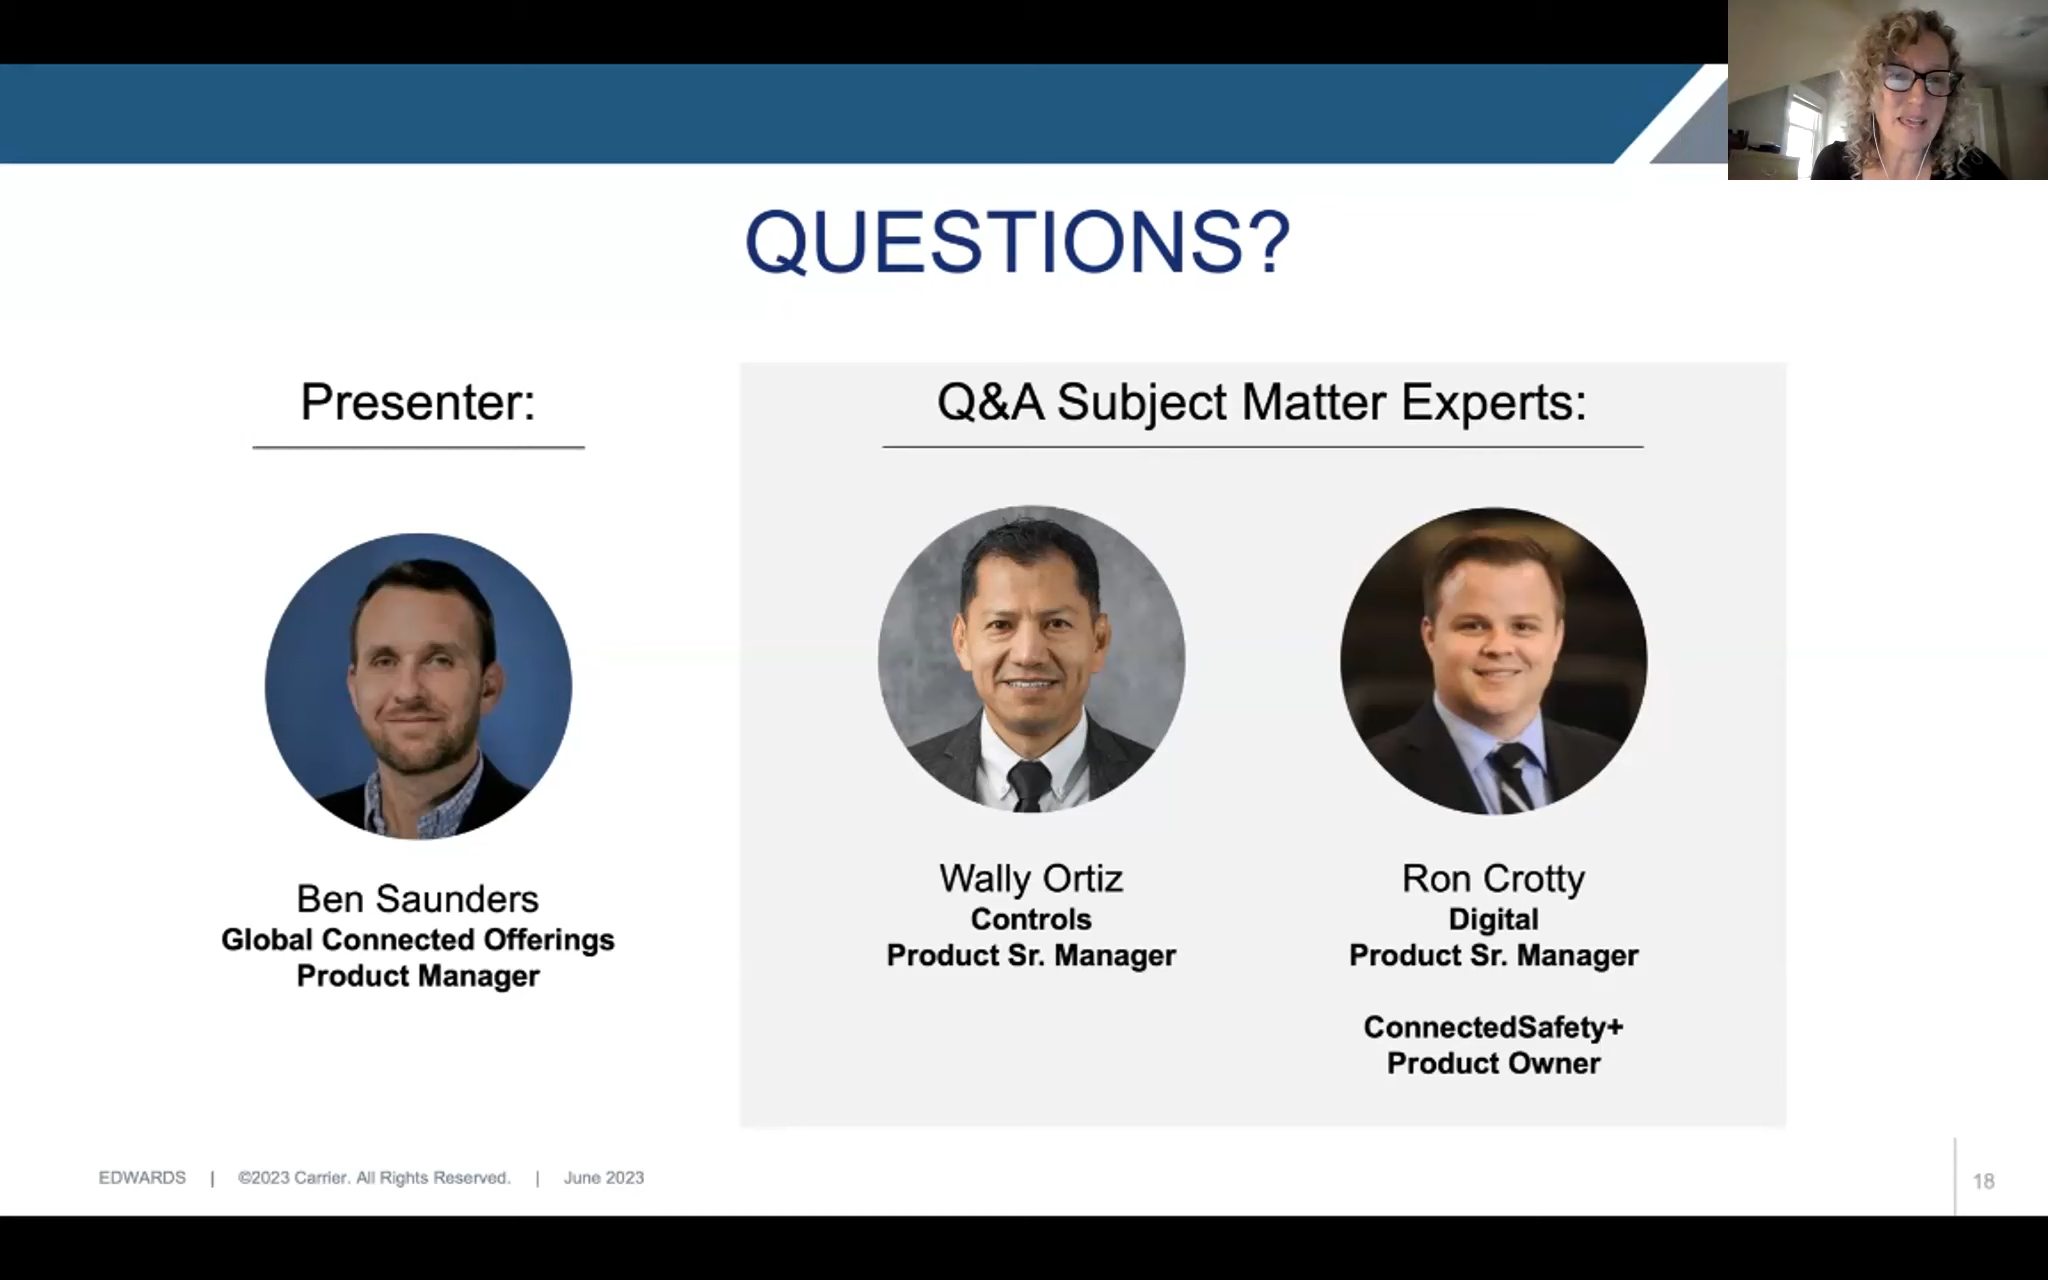 QUESTIONS?
Presenter:
Ben Saunders
Global Connected Offerings
Product Manager
Q&A Subject Matter Experts:
Wally Ortiz
Controls
Product Sr. Manager
Ron Crotty
Digital
Product Sr. Manager
ConnectedSafety+
Product Owner
EDWARDS | ©2023 Carrier. All Rights Reserved. | June 2023
18